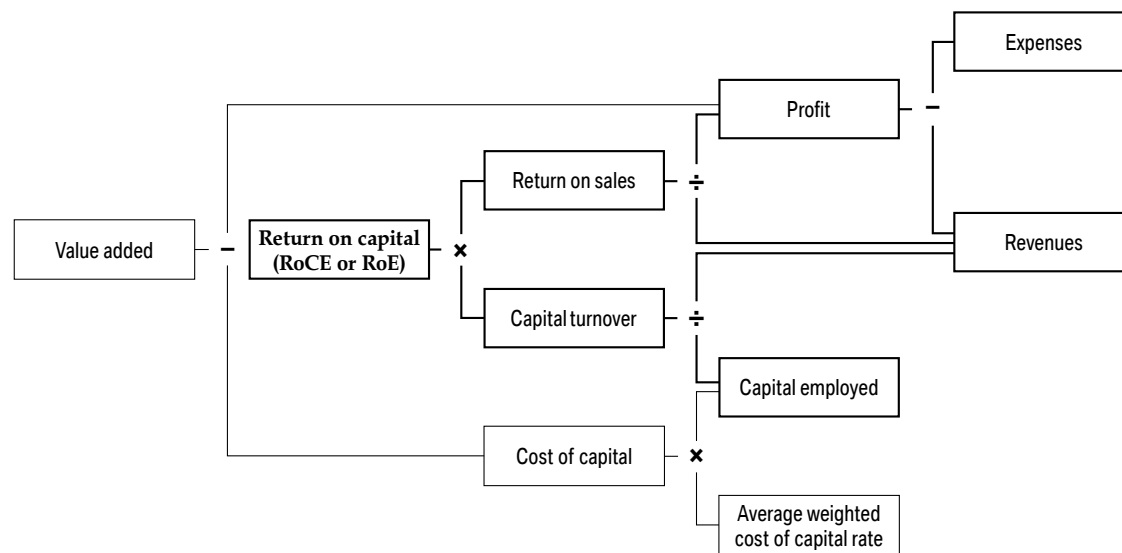 Expenses
Profit
–
Return on sales
÷
Value added
–
Return on capital
(RoCE or RoE)
×
Revenues
Capital turnover
÷
Capital employed
Cost of capital
×
Average weighted
cost of capital rate